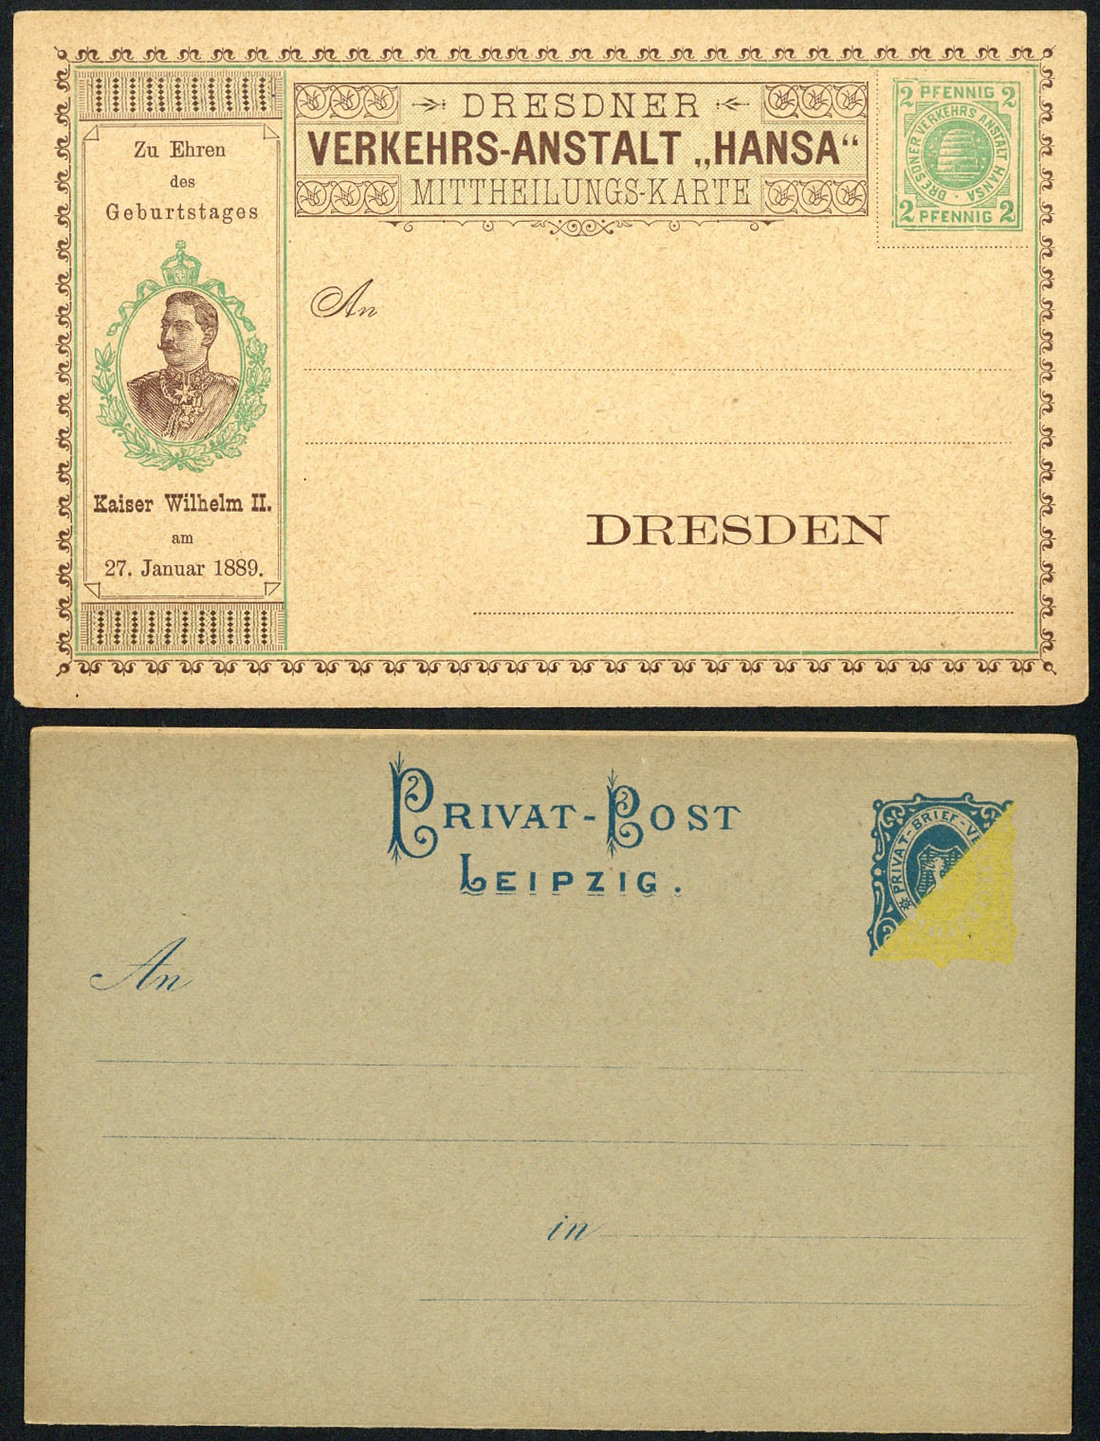 Zu Ehren
des
Geburtstages
Kaiser Wilhelm II.
am
27. Januar 1889.
DRESDNER
VERKEHRS-ANSTALT „HANSA“
MITTHEILUNGS-KARTE
2 PFENNIG 2
DRESDNER VERKEHRS ANSTALT HANSA
2 PFENNIG 2
An
DRESDEN
PRIVAT-POST
LEIPZIG.
PRIVAT-BRIEF-VE
An
in